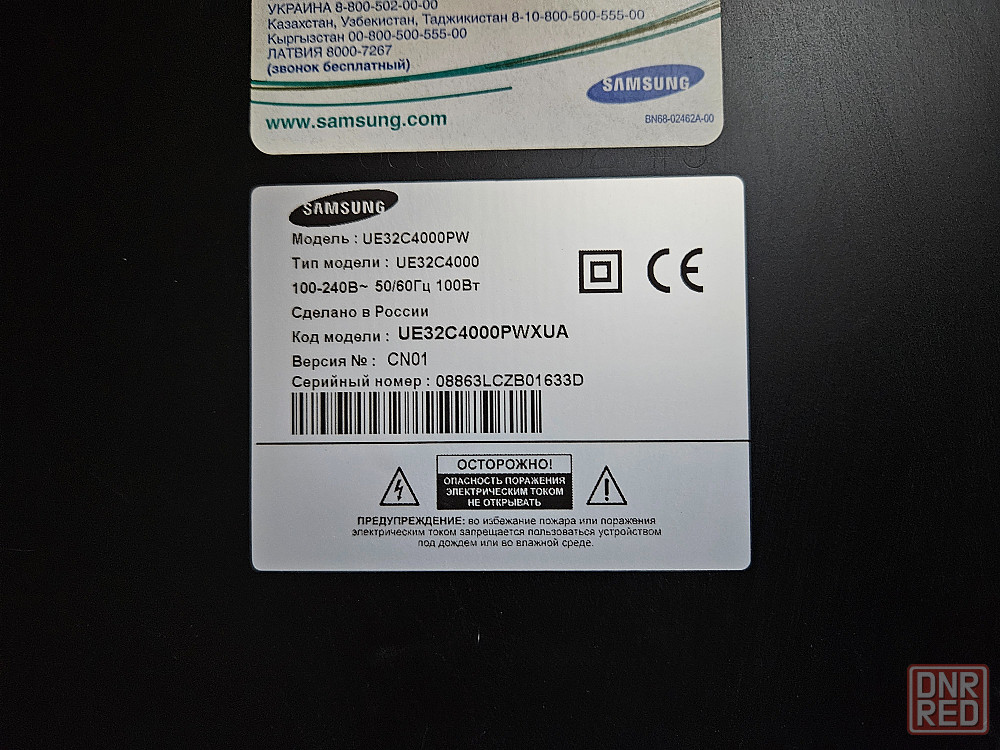 УКРАИНА 8-800-502-00-00
Казахстан, Узбекистан, Таджикистан 8-10-800-500-555-00
Кыргызстан 00-800-500-555-00
ЛАТВИЯ 8000-7267
(звонок бесплатный)
SAMSUNG
www.samsung.com
BN68-02462A-00
SAMSUNG
Модель : UE32C4000PW
Тип модели : UE32C4000
100-240В~ 50/60Гц 100Вт
Сделано в России
Код модели : UE32C4000PWXUA
Версия № : CN01
Серийный номер : 08863LCZB01633D
ОСТОРОЖНО!
ОПАСНОСТЬ ПОРАЖЕНИЯ
ЭЛЕКТРИЧЕСКИМ ТОКОМ
НЕ ОТКРЫВАТЬ
ПРЕДУПРЕЖДЕНИЕ: во избежание пожара или поражения
электрическим током запрещается пользоваться устройством
под дождем или во влажной среде.
DNR
RED